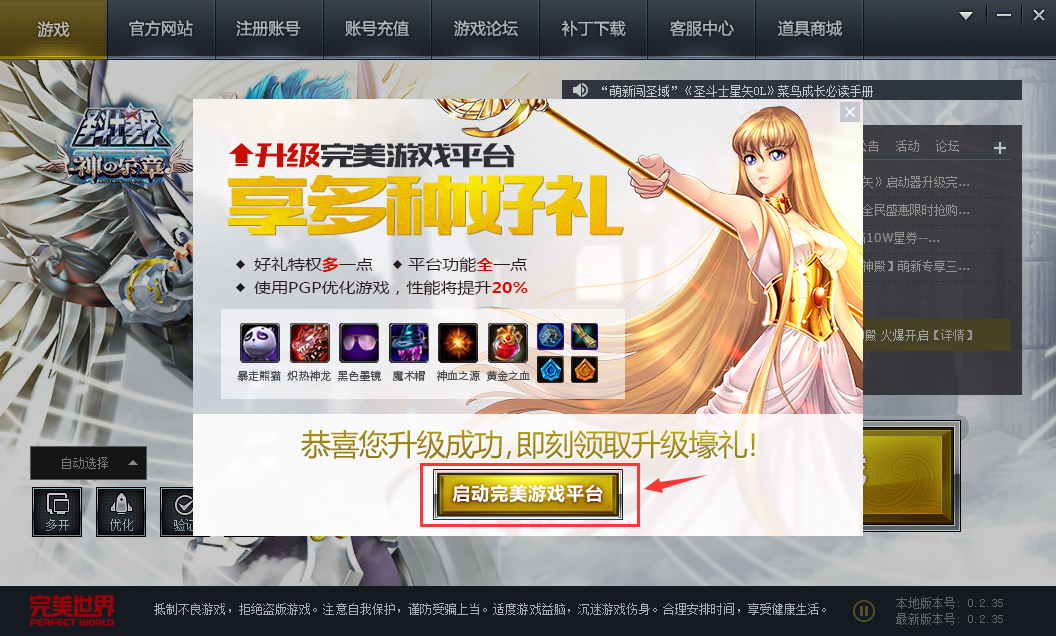 游戏 官方网站 注册账号 账号充值 游戏论坛 补丁下载 客服中心 道具商城
“萌新闯圣域”《圣斗士星矢OL》菜鸟成长必读手册
圣斗士星矢
神の乐章
升级完美游戏平台
享多种好礼
好礼特权多一点 平台功能全一点
使用PGP优化游戏，性能将提升20%
暴走熊猫 炽热神龙 黑色墨镜 魔术帽 神血之源 黄金之血
公告 活动 论坛
矢》启动器升级完...
全民盛惠限时抢购...
10W星券--...
神殿】萌新专享三...
殿 火爆开启【详情】
恭喜您升级成功,即刻领取升级壕礼!
启动完美游戏平台
自动选择
多开 优化 验证
完美世界
PERFECT WORLD
抵制不良游戏，拒绝盗版游戏。注意自我保护，谨防受骗上当。适度游戏益脑，沉迷游戏伤身。合理安排时间，享受健康生活。
本地版本号：0.2.35
最新版本号：0.2.35